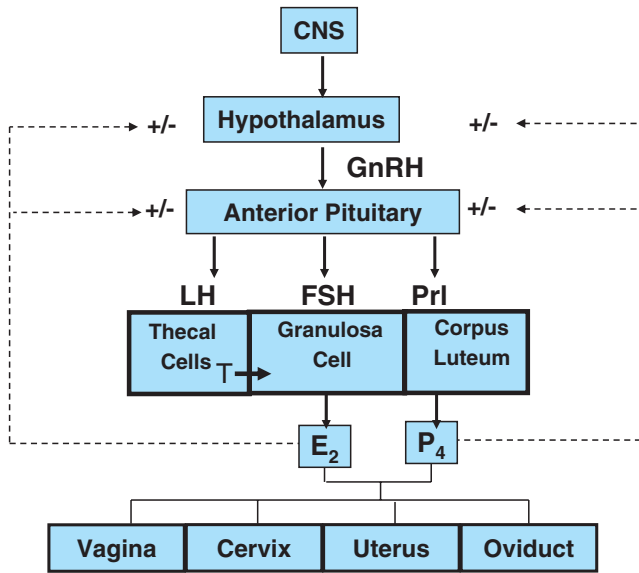 CNS
+/- Hypothalamus +/-
GnRH
+/- Anterior Pituitary +/-
LH FSH Prl
Thecal Granulosa Corpus
Cells Cell Luteum
T
E₂ P₄
Vagina Cervix Uterus Oviduct